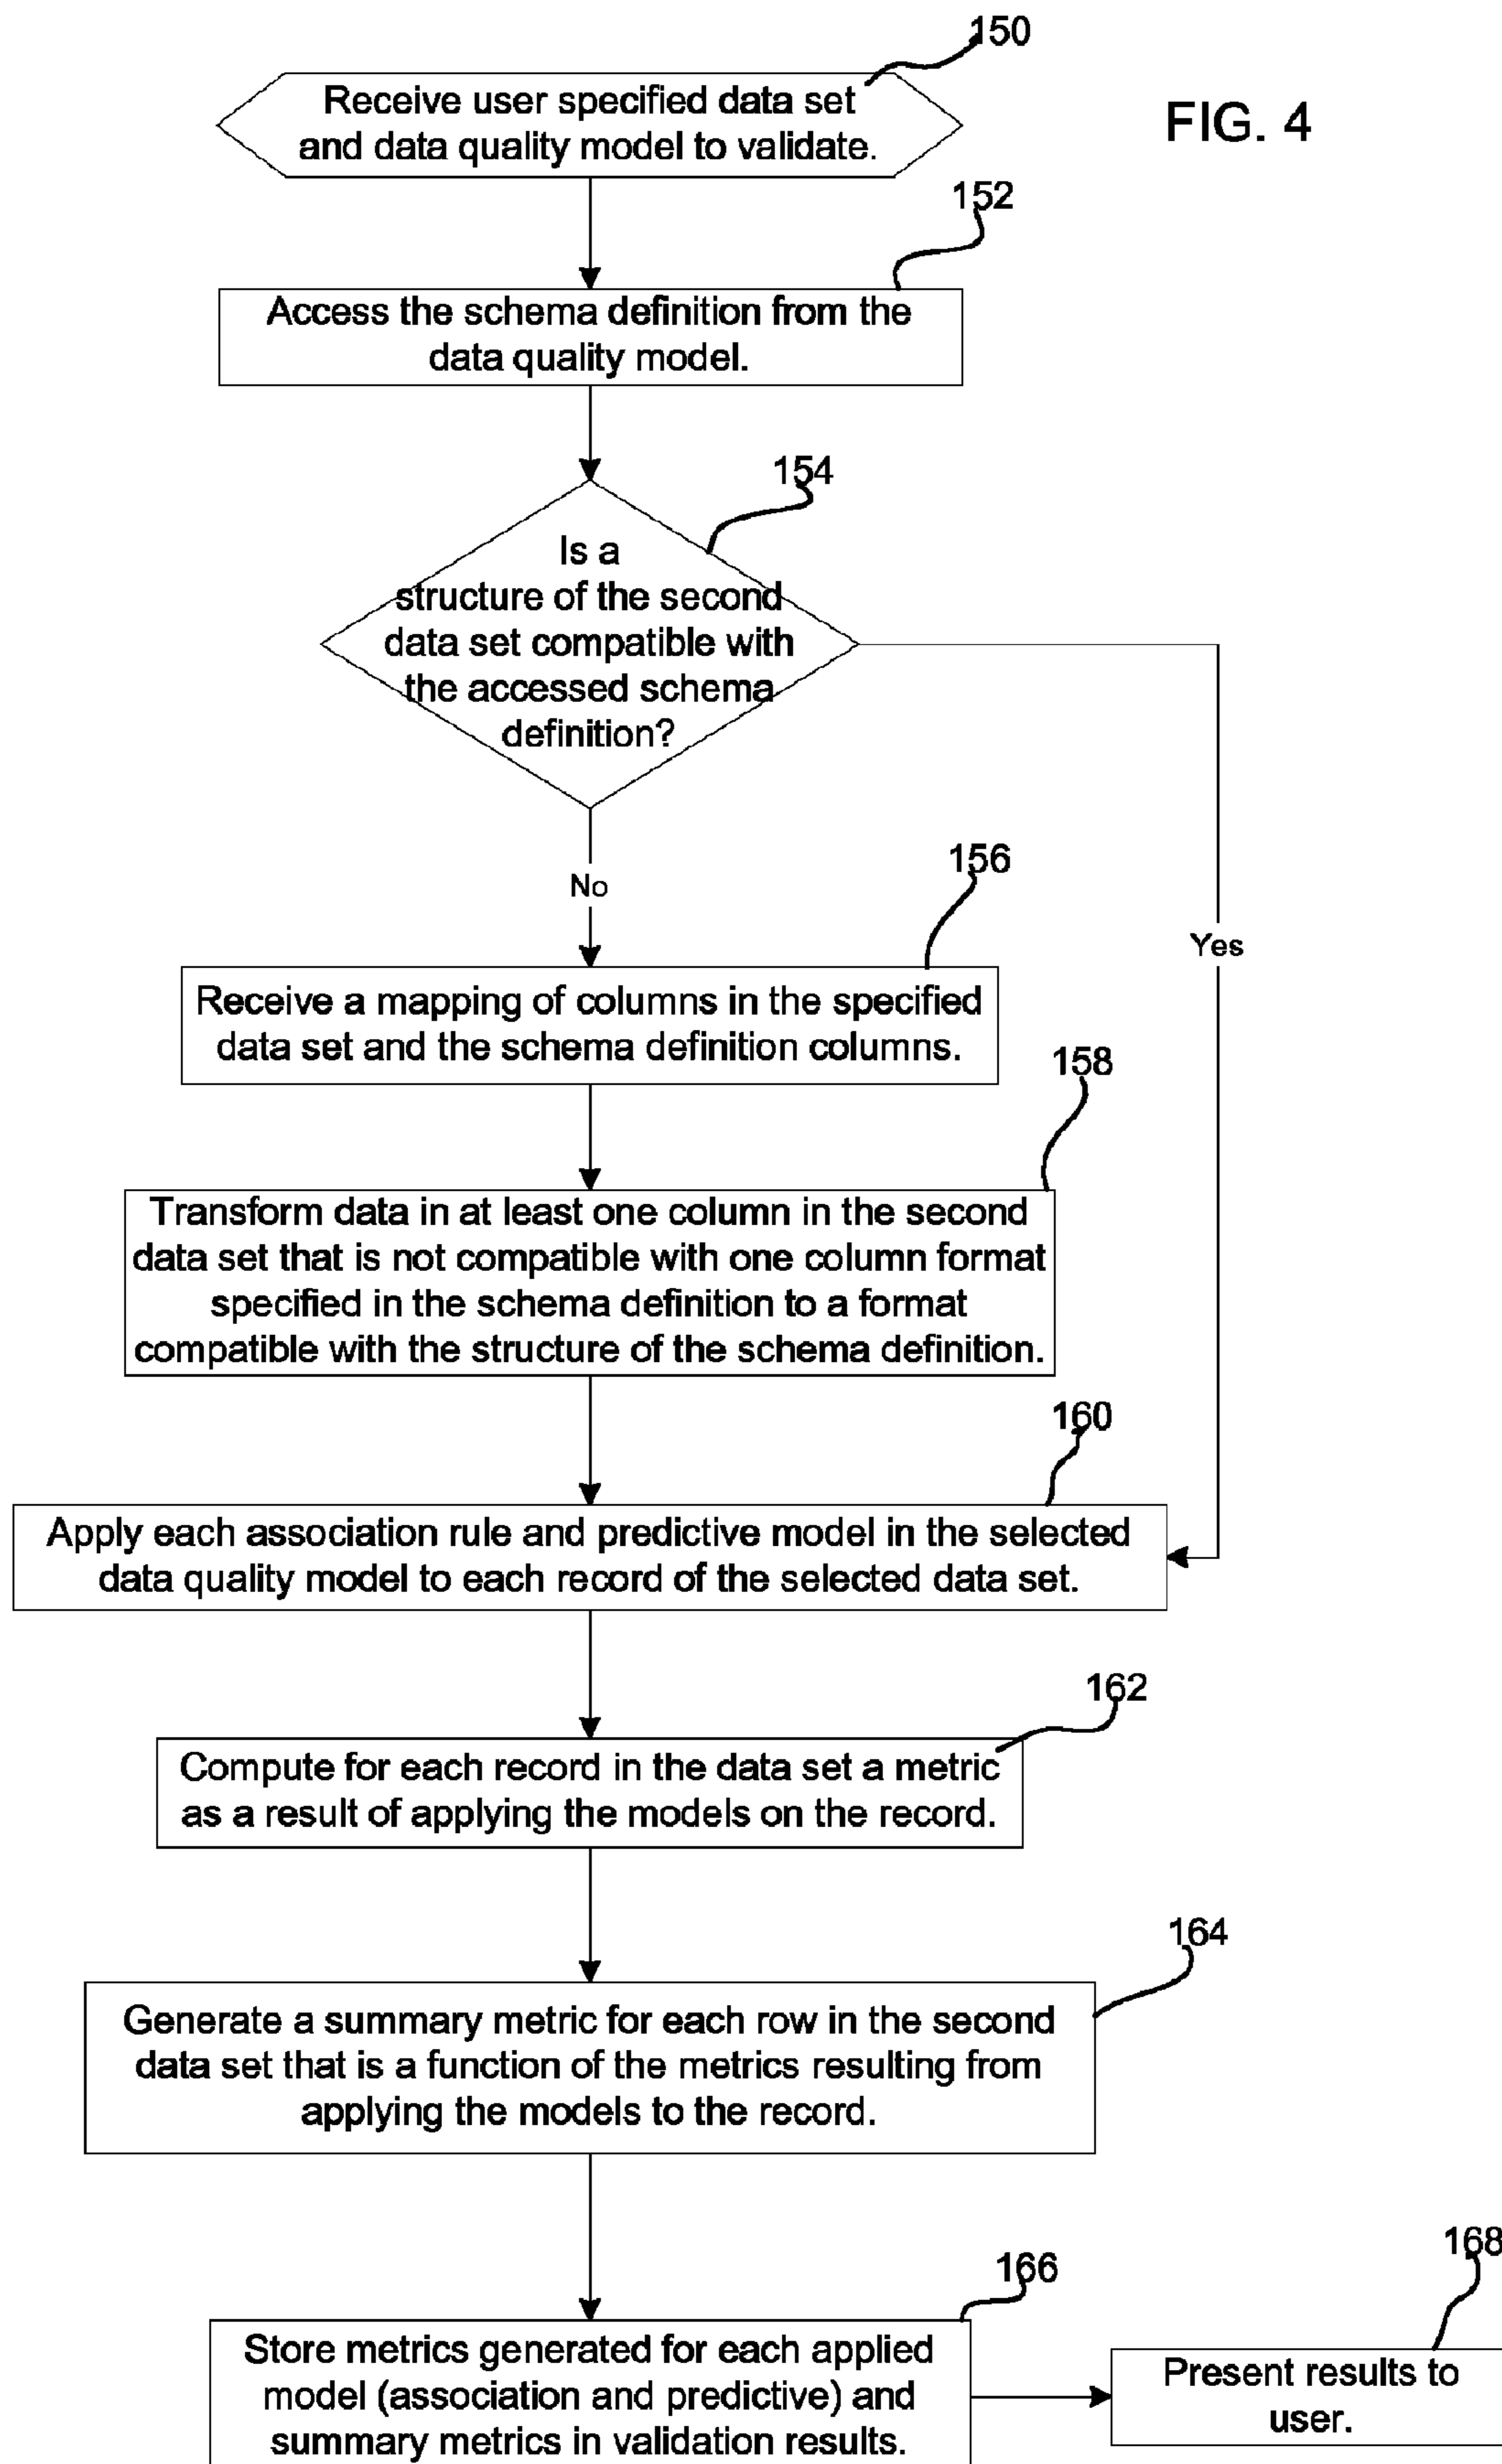 150
Receive user specified data set
and data quality model to validate.
FIG. 4
152
Access the schema definition from the
data quality model.
154
Is a
structure of the second
data set compatible with
the accessed schema
definition?
No
Yes
156
Receive a mapping of columns in the specified
data set and the schema definition columns.
158
Transform data in at least one column in the second
data set that is not compatible with one column format
specified in the schema definition to a format
compatible with the structure of the schema definition.
160
Apply each association rule and predictive model in the selected
data quality model to each record of the selected data set.
162
Compute for each record in the data set a metric
as a result of applying the models on the record.
164
Generate a summary metric for each row in the second
data set that is a function of the metrics resulting from
applying the models to the record.
166
Store metrics generated for each applied
model (association and predictive) and
summary metrics in validation results.
168
Present results to
user.